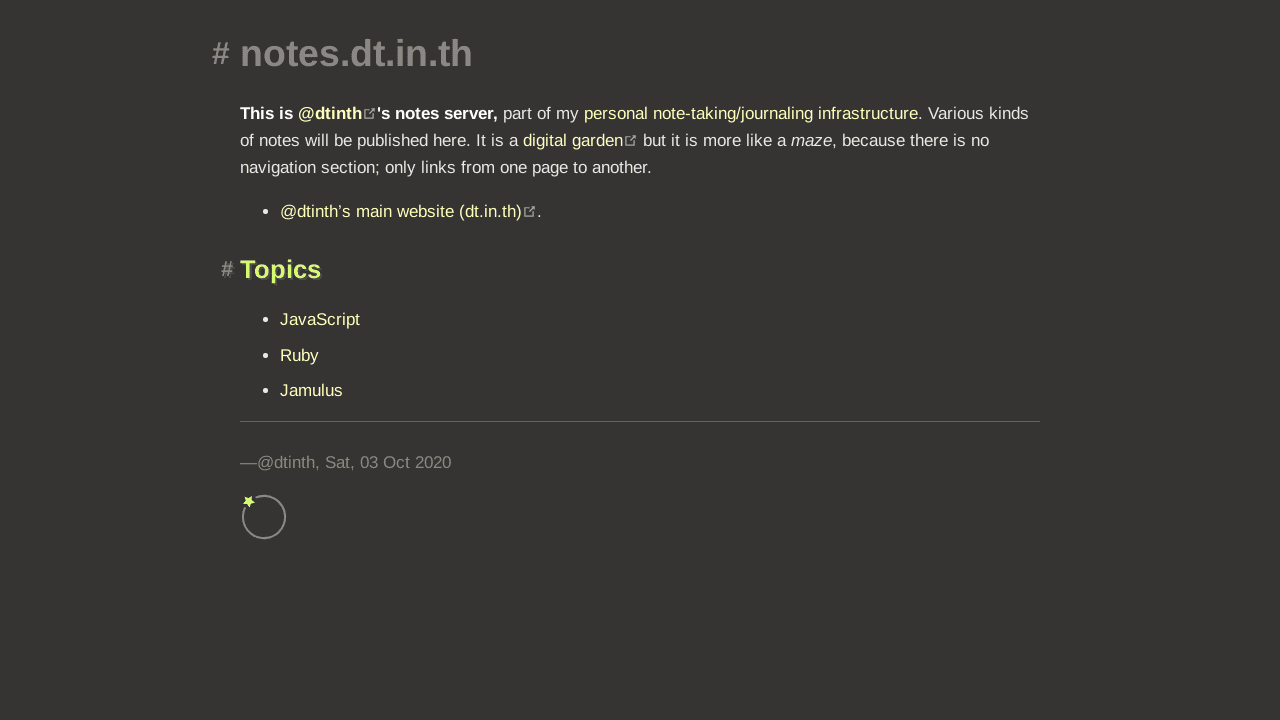 # notes.dt.in.th
This is @dtinth's notes server, part of my personal note-taking/journaling infrastructure. Various kinds
of notes will be published here. It is a digital garden but it is more like a maze, because there is no
navigation section; only links from one page to another.
• @dtinth’s main website (dt.in.th).
# Topics
• JavaScript
• Ruby
• Jamulus
—@dtinth, Sat, 03 Oct 2020